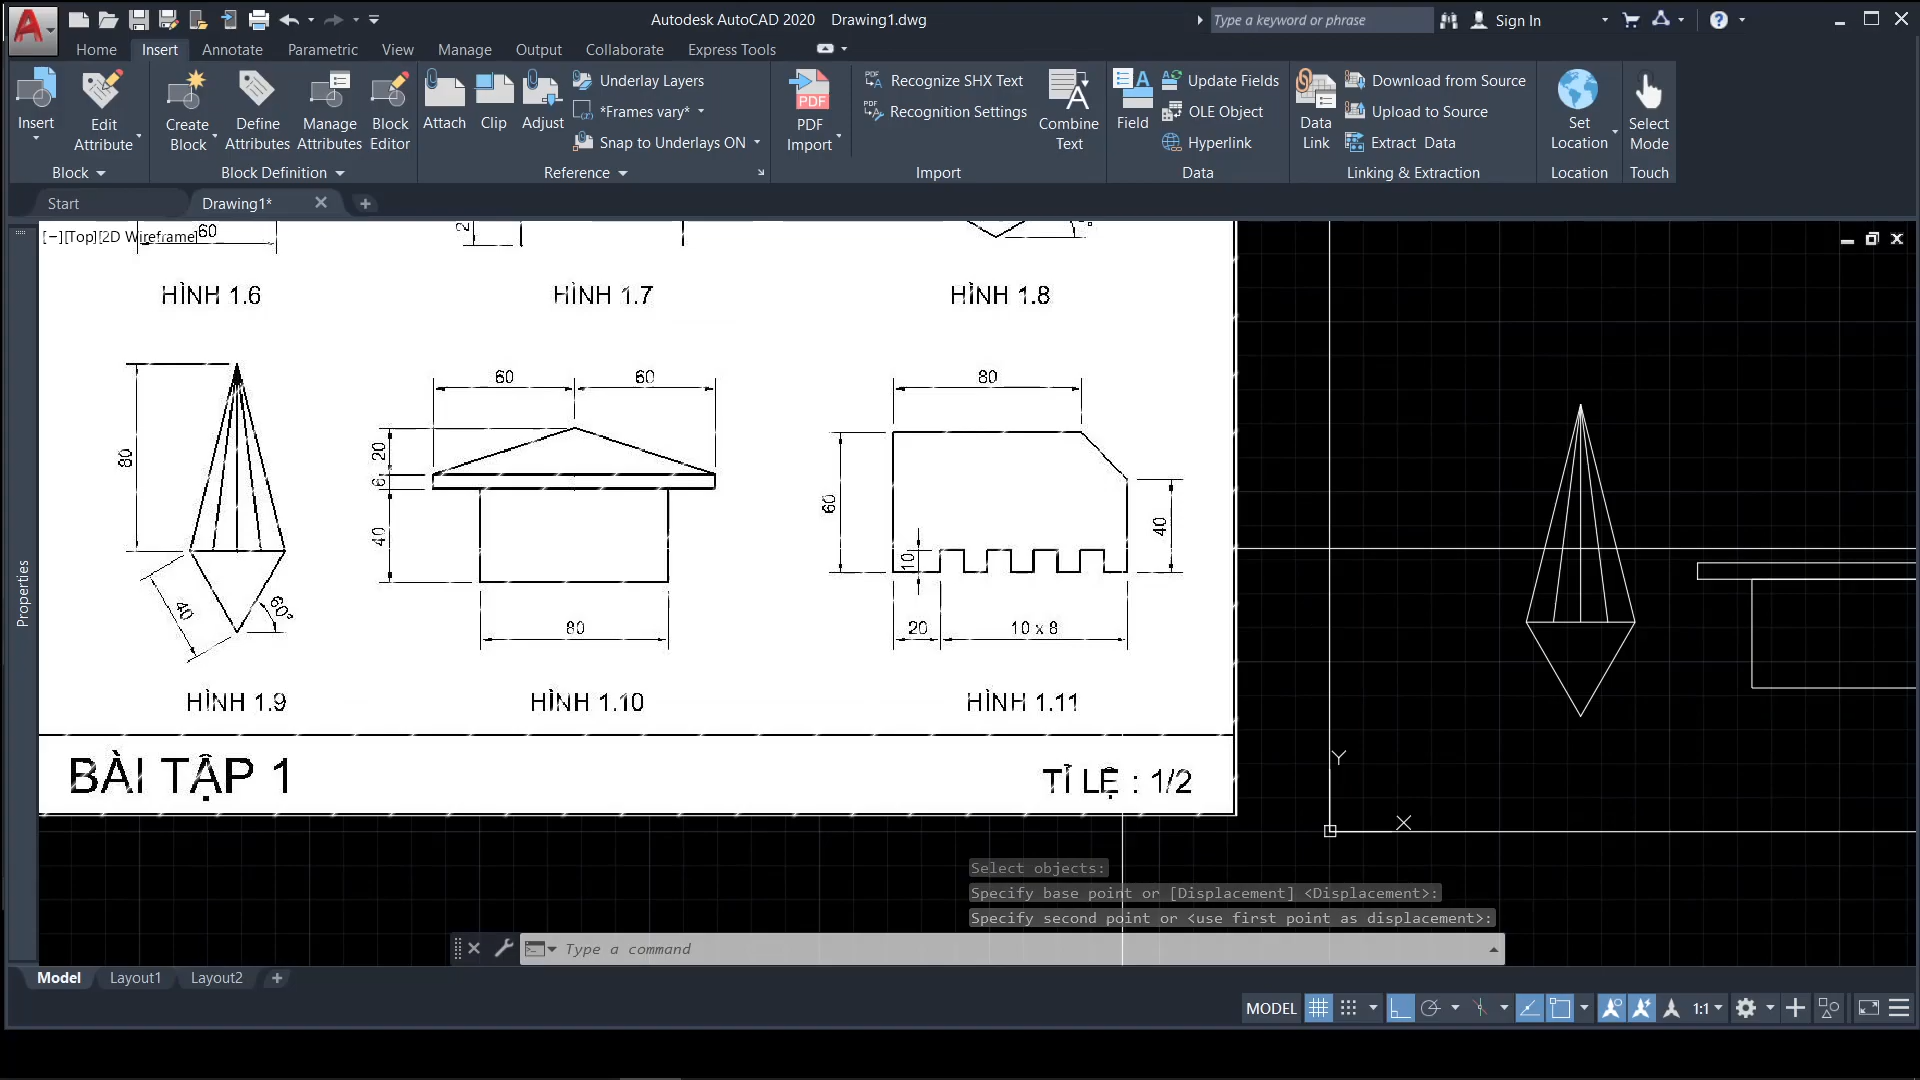 Autodesk AutoCAD 2020 Drawing1.dwg
Type a keyword or phrase
Sign In
Home Insert Annotate Parametric View Manage Output Collaborate Express Tools
Insert
Edit
Attribute
Block
Create
Block
Define
Attributes
Manage
Attributes
Block
Editor
Block Definition
Attach
Clip
Adjust
Underlay Layers
*Frames vary*
Snap to Underlays ON
Reference
PDF
PDF
Import
Recognize SHX Text
Recognition Settings
Combine
Text
Import
Field
Update Fields
OLE Object
Hyperlink
Data
Data
Link
Download from Source
Upload to Source
Extract Data
Linking & Extraction
Set
Location
Location
Select
Mode
Touch
Start
Drawing1*
Properties
[−][Top][2D Wireframe]
60
2
HÌNH 1.6
HÌNH 1.7
HÌNH 1.8
80
40
60°
60 60
20
6
40
80
80
60
10
40
20
10 x 8
HÌNH 1.9
HÌNH 1.10
HÌNH 1.11
BÀI TẬP 1
TỈ LỆ : 1/2
Y
X
Select objects:
Specify base point or [Displacement] <Displacement>:
Specify second point or <use first point as displacement>:
Type a command
Model Layout1 Layout2
MODEL
1:1